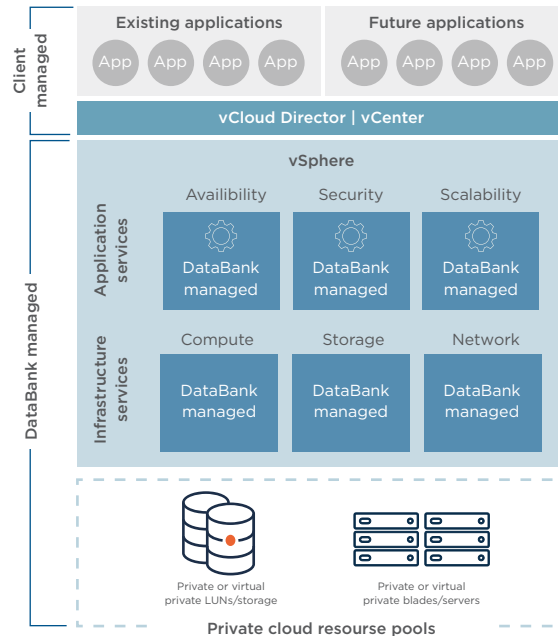 Client
managed
Existing applications
Future applications
App App App App
App App App App
vCloud Director | vCenter
DataBank managed
vSphere
Application
services
Availibility
Security
Scalability
DataBank
managed
DataBank
managed
DataBank
managed
Infrastructure
services
Compute
Storage
Network
DataBank
managed
DataBank
managed
DataBank
managed
Private or virtual
private LUNs/storage
Private or virtual
private blades/servers
Private cloud resourse pools